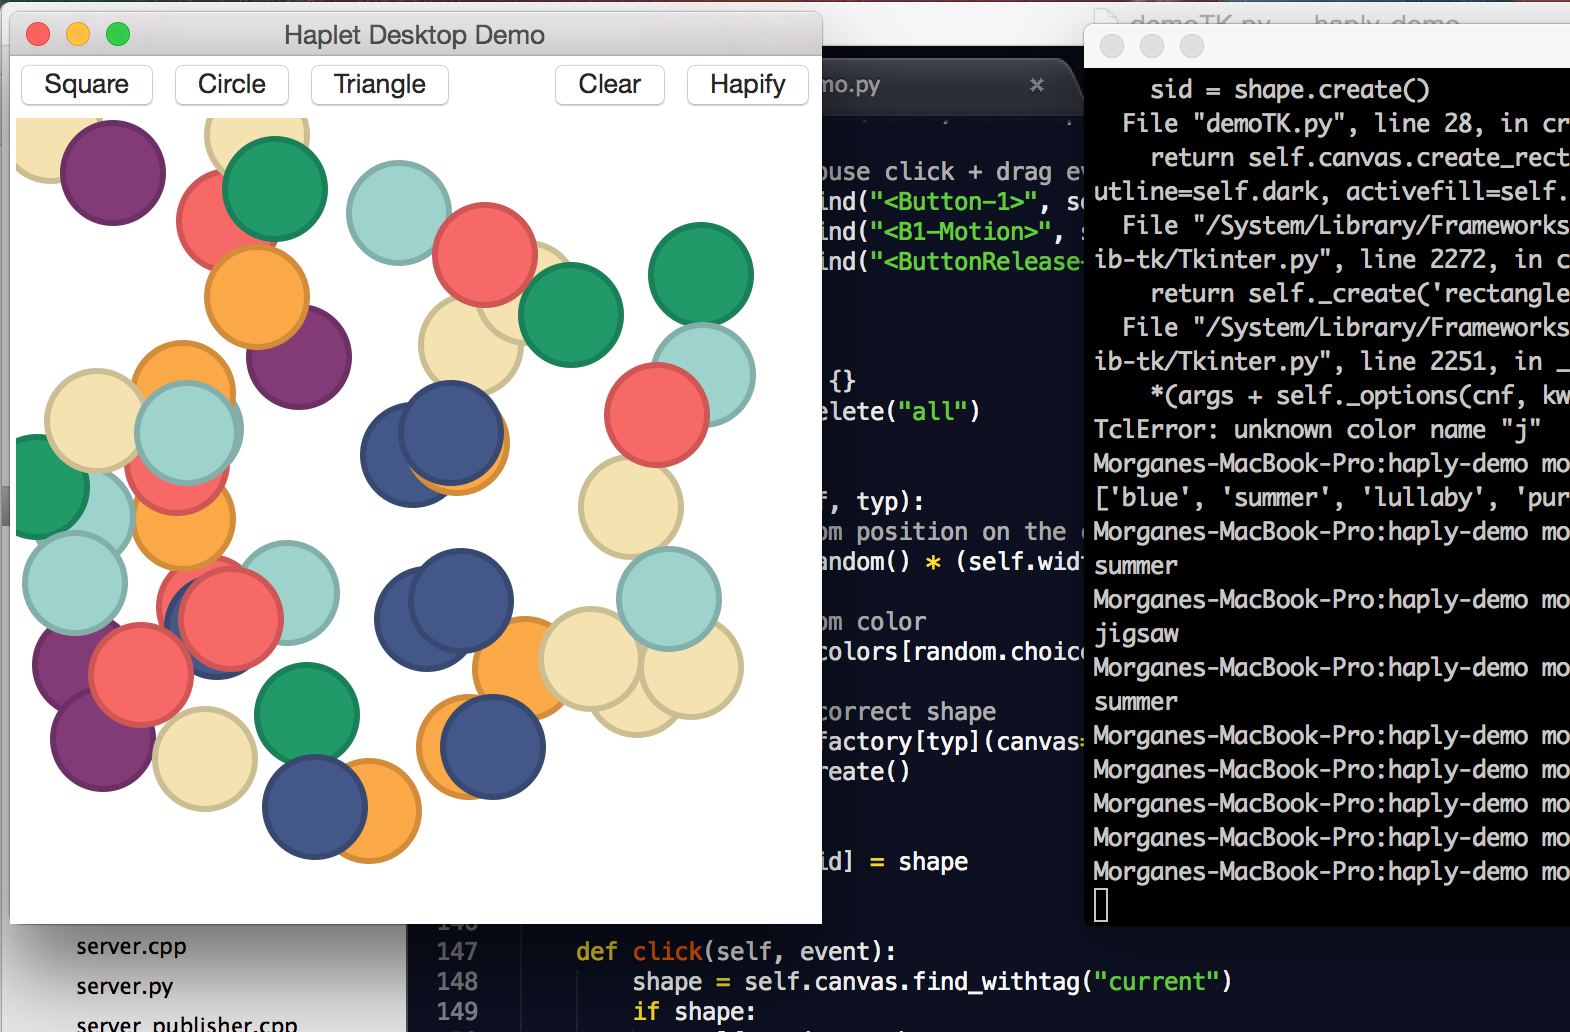 Haplet Desktop Demo
Square Circle Triangle Clear Hapify
demoTK.py — haply-demo
mo.py
use click + drag
ind("<Button-1>",
ind("<B1-Motion>",
ind("<ButtonRelease-
{}
elete("all")
, typ):
om position on the
andom() * (self.wid
om color
colors[random.choic
correct shape
factory[typ](canvas=
reate()
id] = shape
146
147 def click(self, event):
148 shape = self.canvas.find_withtag("current")
149 if shape:
server.cpp
server.py
server_publisher.cpp
sid = shape.create()
File "demoTK.py", line 28, in cr
return self.canvas.create_rect
utline=self.dark, activefill=self.
File "/System/Library/Frameworks
ib-tk/Tkinter.py", line 2272, in c
return self._create('rectangle
File "/System/Library/Frameworks
ib-tk/Tkinter.py", line 2251, in _
*(args + self._options(cnf, kw
TclError: unknown color name "j"
Morganes-MacBook-Pro:haply-demo mo
['blue', 'summer', 'lullaby', 'pur
Morganes-MacBook-Pro:haply-demo mo
summer
Morganes-MacBook-Pro:haply-demo mo
jigsaw
Morganes-MacBook-Pro:haply-demo mo
summer
Morganes-MacBook-Pro:haply-demo mo
Morganes-MacBook-Pro:haply-demo mo
Morganes-MacBook-Pro:haply-demo mo
Morganes-MacBook-Pro:haply-demo mo
Morganes-MacBook-Pro:haply-demo mo